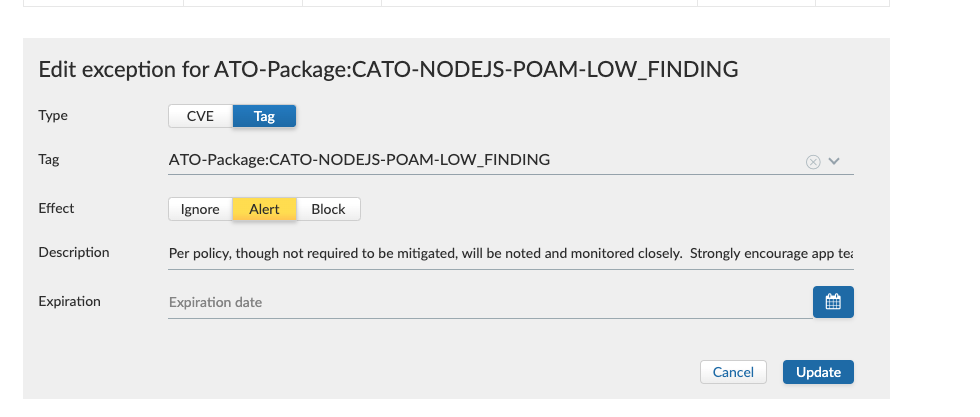 Edit exception for ATO-Package:CATO-NODEJS-POAM-LOW_FINDING
Type CVE Tag
Tag ATO-Package:CATO-NODEJS-POAM-LOW_FINDING
Effect Ignore Alert Block
Description Per policy, though not required to be mitigated, will be noted and monitored closely. Strongly encourage app
Expiration Expiration date
Cancel Update